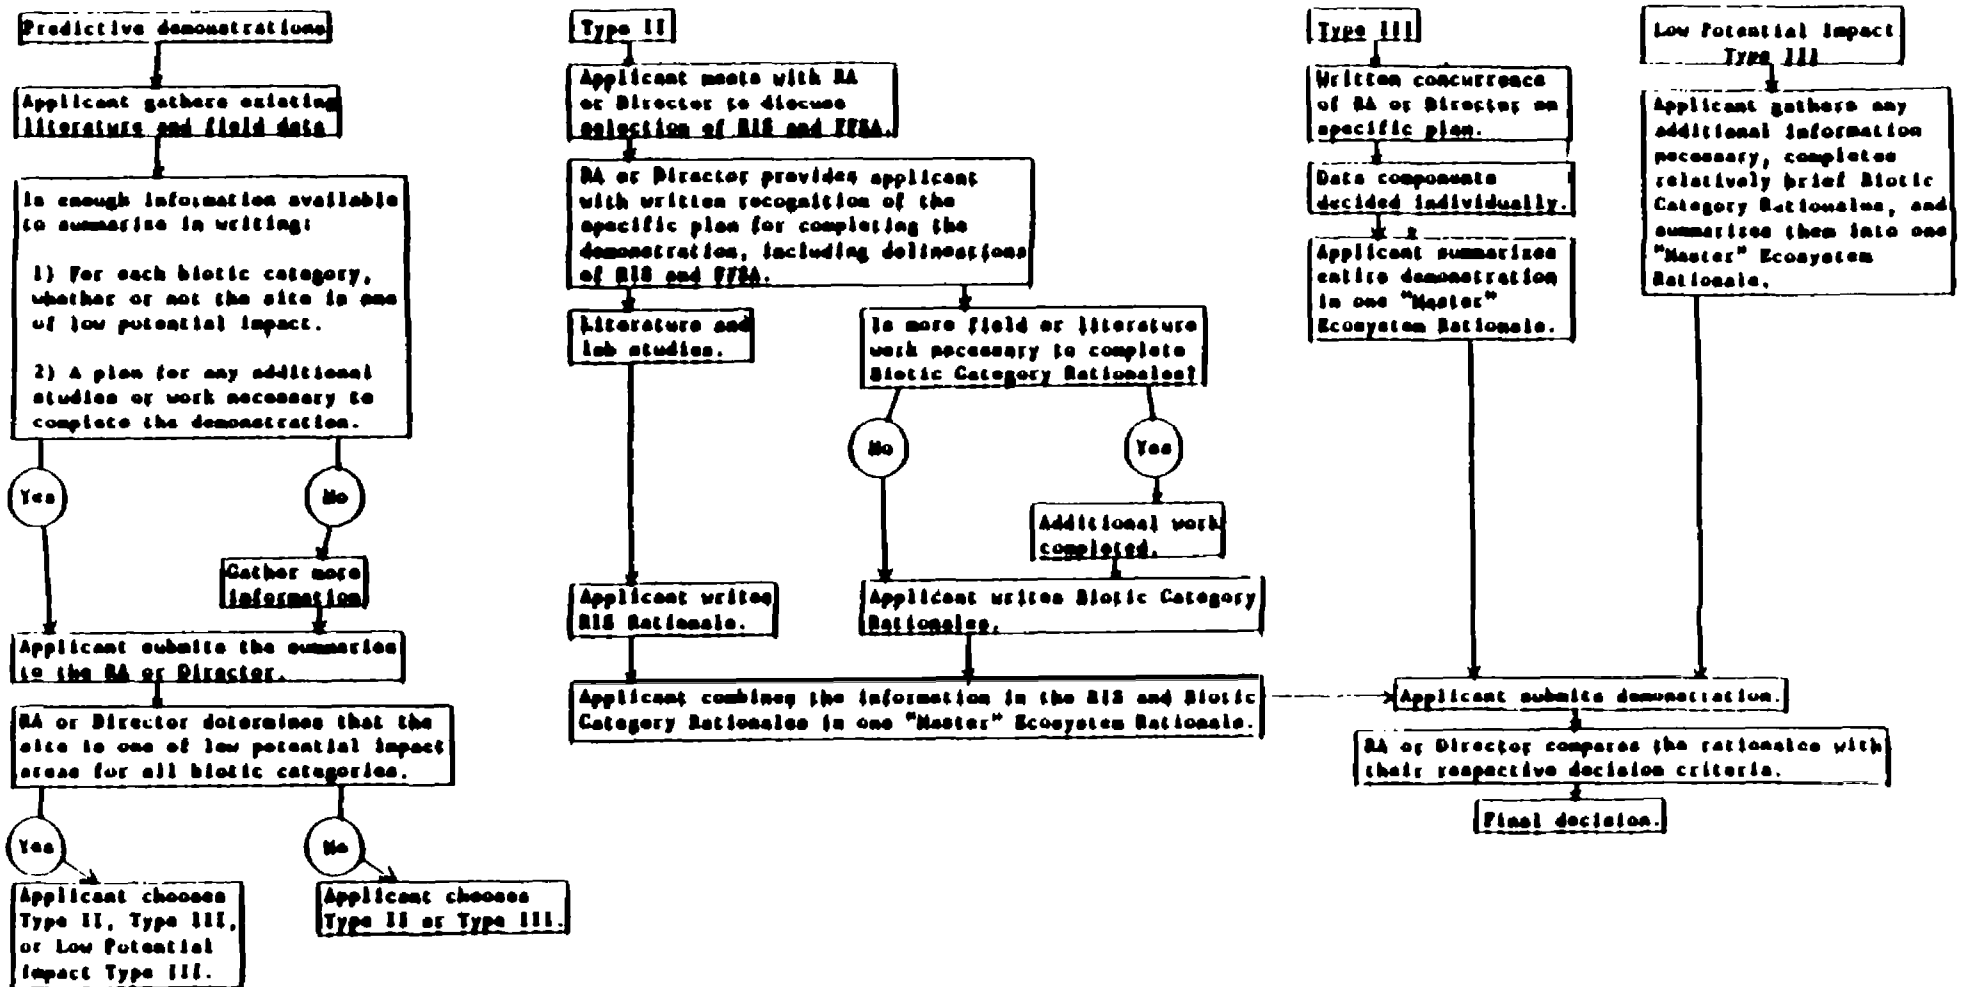 Predictive demonstrations
Applicant gathers existing
literature and field data
Is enough information available
to summarize in writing:
1) For each biotic category,
whether or not the site is one
of low potential impact.
2) A plan for any additional
studies or work necessary to
complete the demonstration.
Yes
No
Gather more
information
Applicant submits the summaries
to the RA or Director.
RA or Director determines that the
site is one of low potential impact
areas for all biotic categories.
Yes
No
Applicant chooses
Type II, Type III,
or Low Potential
Impact Type III.
Applicant chooses
Type II or Type III.
Type II
Applicant meets with RA
or Director to discuss
selection of RIS and FFSA.
RA or Director provides applicant
with written recognition of the
specific plan for completing the
demonstration, including delineations
of RIS and FFSA.
Literature and
lab studies.
Is more field or literature
work necessary to complete
Biotic Category Rationales?
No
Yes
Additional work
completed.
Applicant writes
RIS Rationale.
Applicant writes Biotic Category
Rationales.
Applicant combines the information in the RIS and Biotic
Category Rationales in one "Master" Ecosystem Rationale.
Type III
Written concurrence
of RA or Director on
specific plan.
Data components
decided individually.
Applicant summarizes
entire demonstration
in one "Master"
Ecosystem Rationale.
Low Potential Impact
Type III
Applicant gathers any
additional information
necessary, completes
relatively brief Biotic
Category Rationales, and
summarizes them into one
"Master" Ecosystem
Rationale.
Applicant submits demonstration.
RA or Director compares the rationales with
their respective decision criteria.
Final decision.